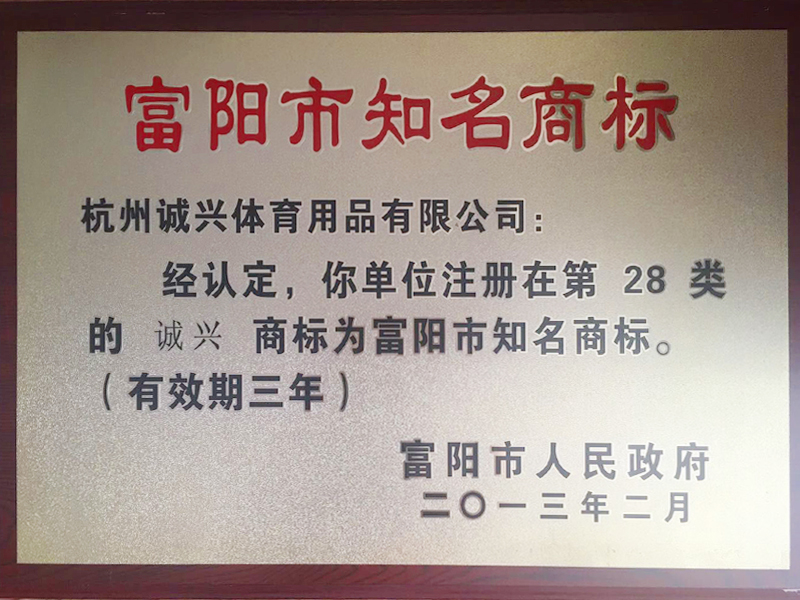 富阳市知名商标
杭州诚兴体育用品有限公司：
经认定，你单位注册在第 28 类
的 诚兴 商标为富阳市知名商标。
（有效期三年）
富阳市人民政府
二〇一三年二月